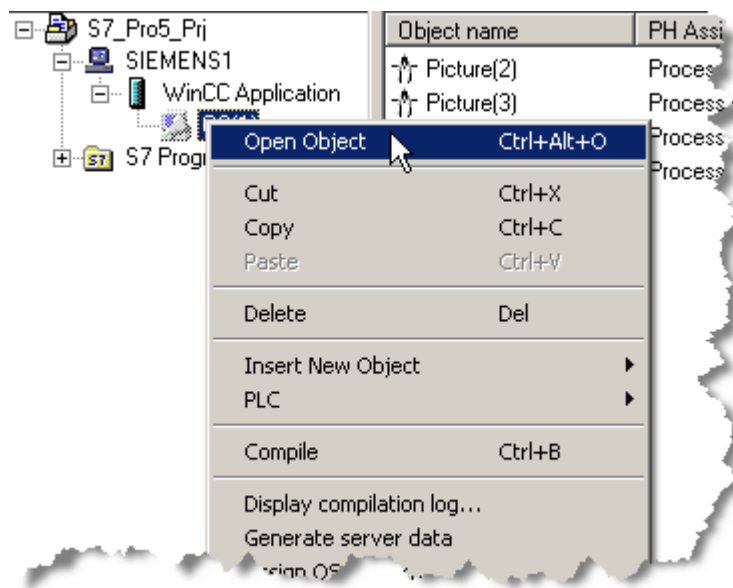 S7_Pro5_Prj
SIEMENS1
WinCC Application
S7 Progr
Object name PH Assi
Picture(2) Process
Picture(3) Process
Process
Process
Open Object Ctrl+Alt+O
Cut Ctrl+X
Copy Ctrl+C
Paste Ctrl+V
Delete Del
Insert New Object
PLC
Compile Ctrl+B
Display compilation log...
Generate server data